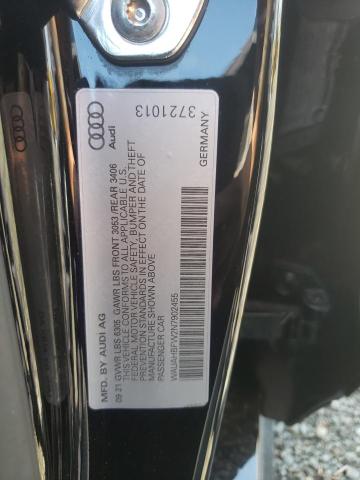 Audi
3721013
GERMANY
MFD. BY AUDI AG
09 21 GVWR LBS 6395 GAWR LBS FRONT 3053 /REAR 3406
THIS VEHICLE CONFORMS TO ALL APPLICABLE U.S.
FEDERAL MOTOR VEHICLE SAFETY, BUMPER AND THEFT
PREVENTION STANDARDS IN EFFECT ON THE DATE OF
MANUFACTURE SHOWN ABOVE
PASSENGER CAR
WAUAHBFW2N7902455